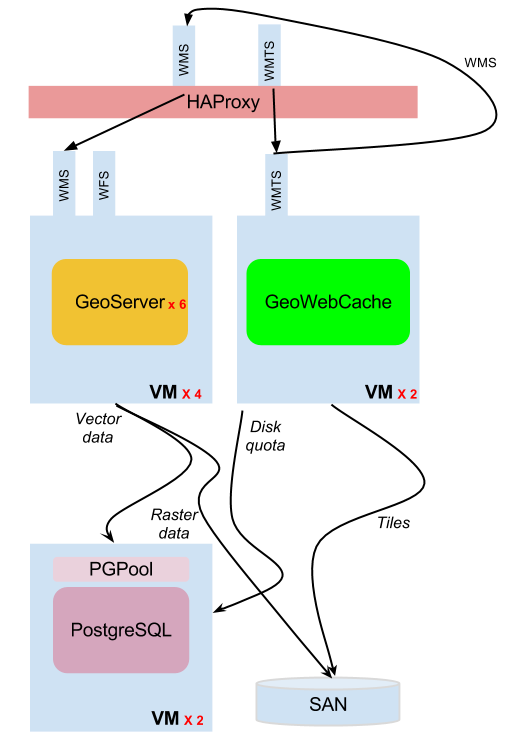 WMS
WMTS
WMS
HAProxy
WMS
WFS
WMTS
GeoServer x 6
GeoWebCache
VM X 4
VM X 2
Vector
data
Disk
quota
Raster
data
Tiles
PGPool
PostgreSQL
SAN
VM X 2